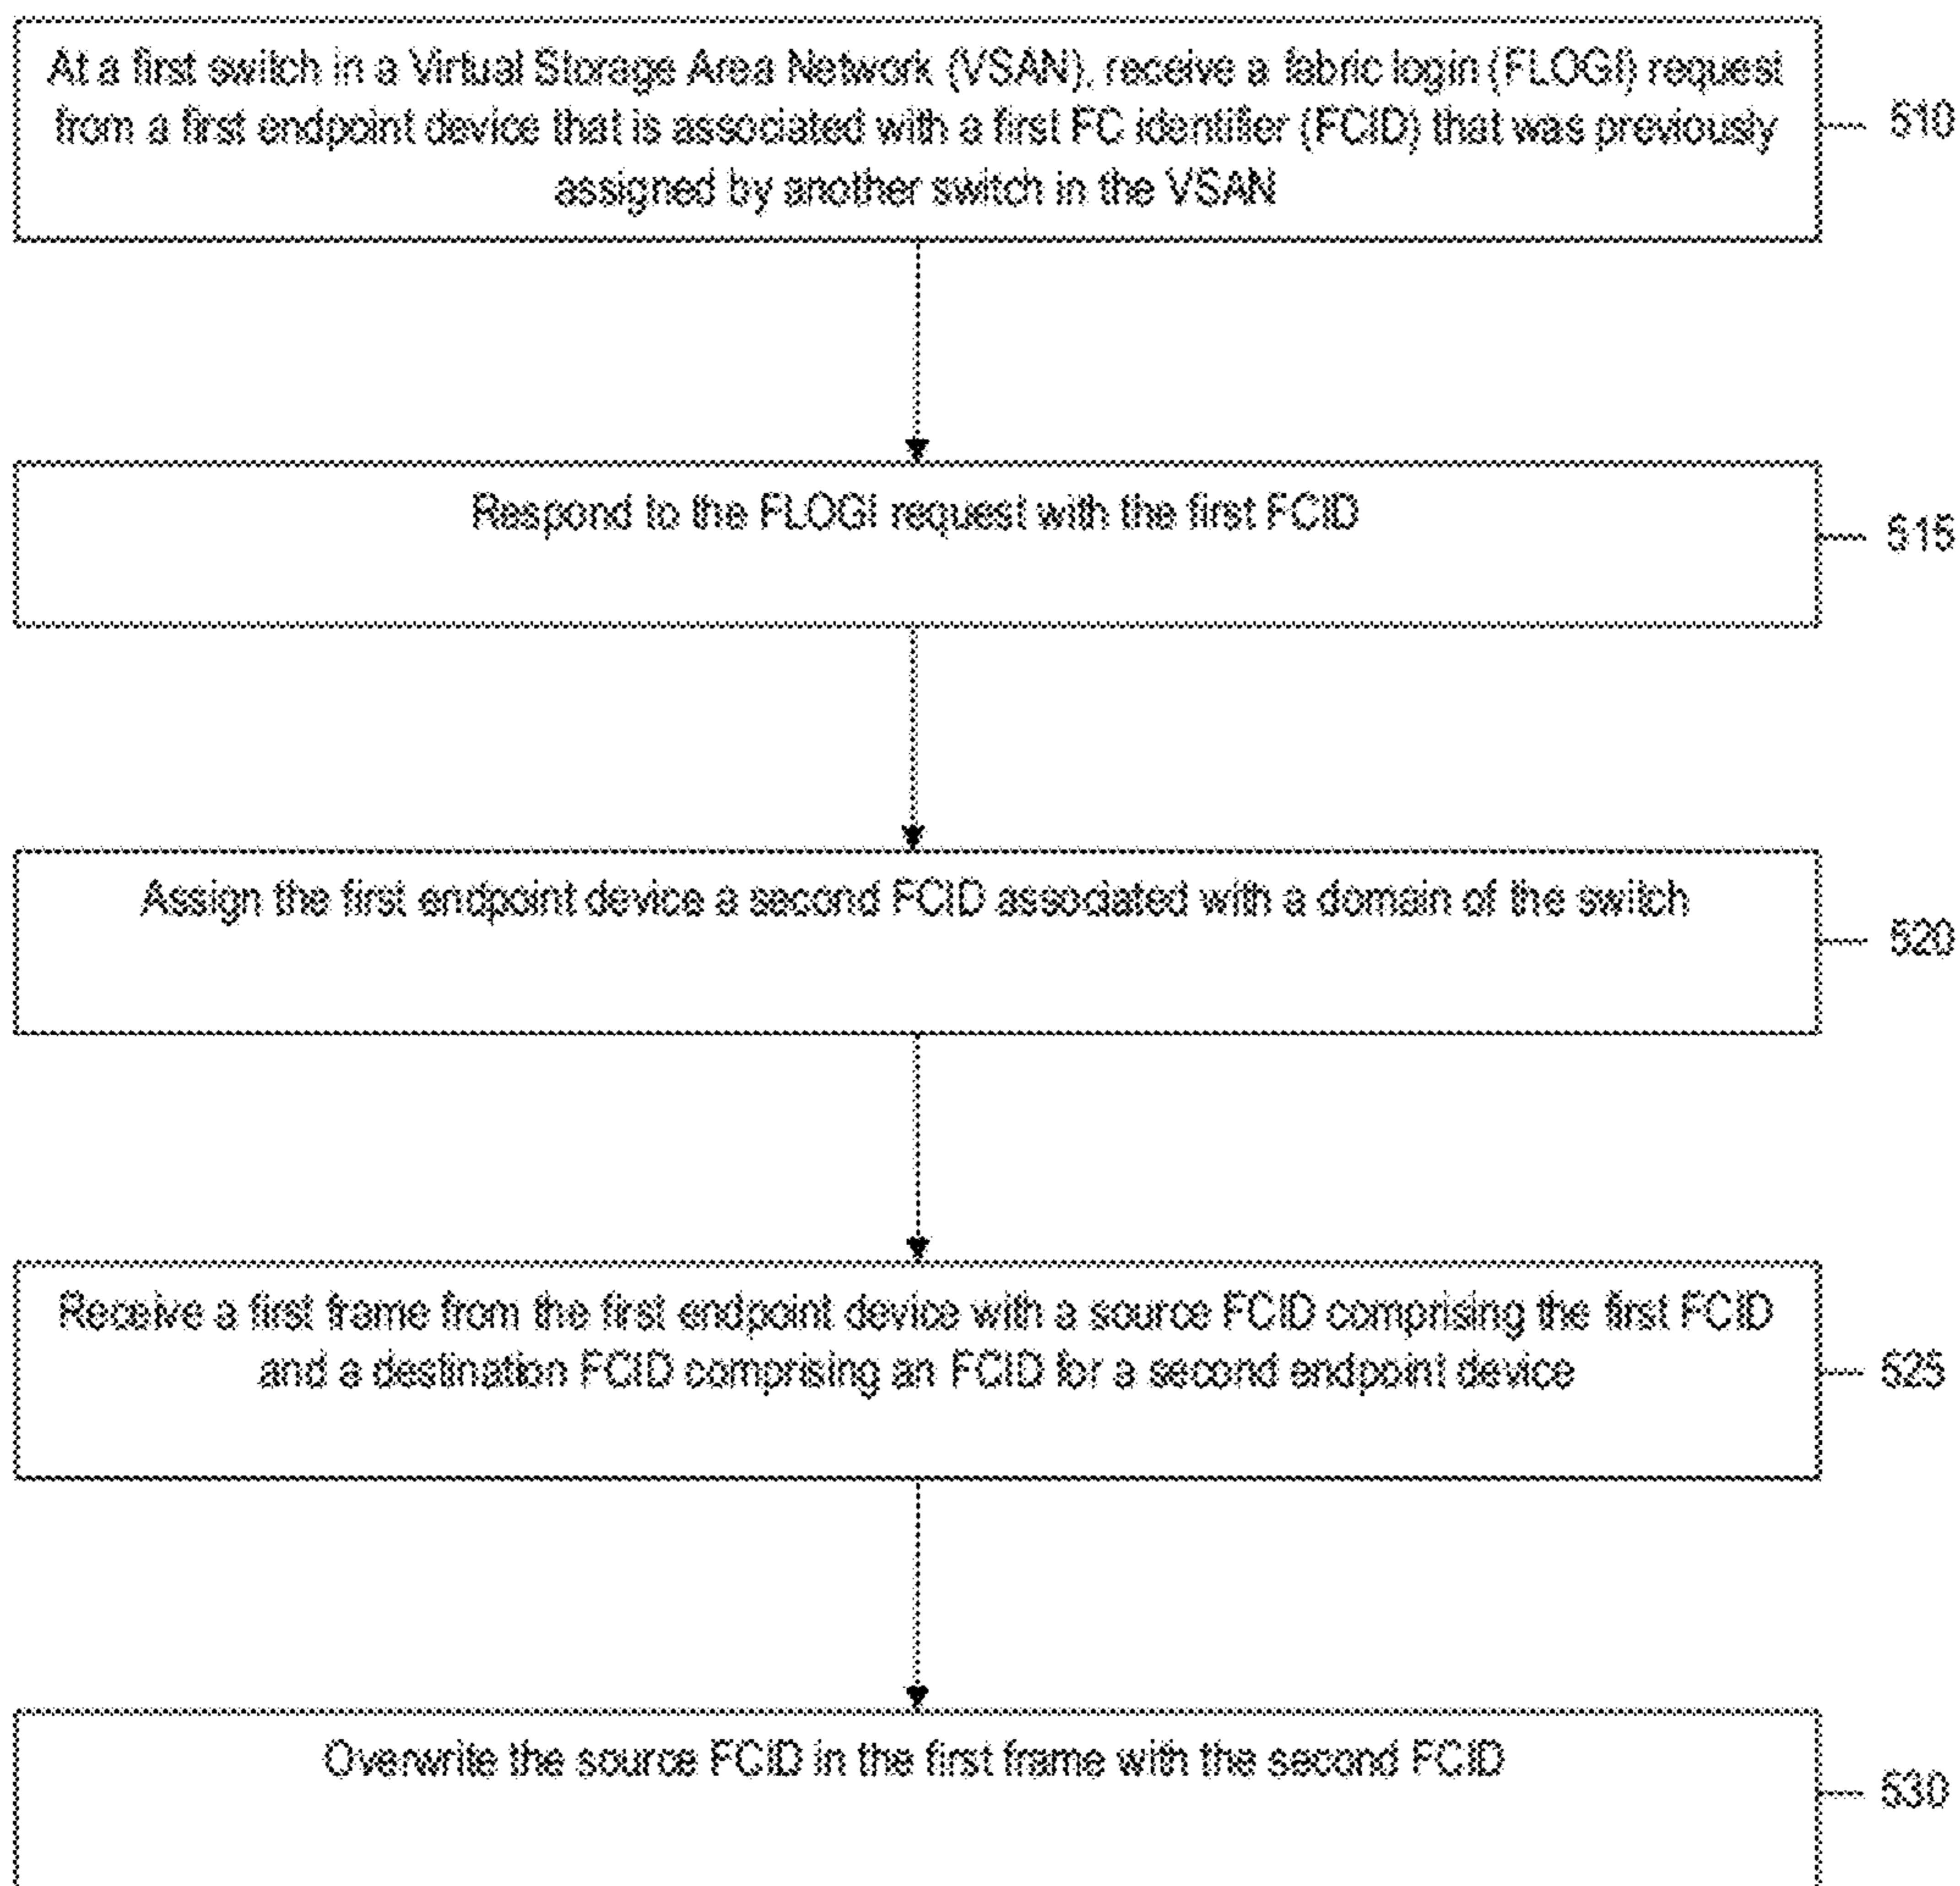 At a first switch in a Virtual Storage Area Network (VSAN), receive a fabric login (FLOGI) request
from a first endpoint device that is associated with a first FC identifier (FCID) that was previously
assigned by another switch in the VSAN
510
Respond to the FLOGI request with the first FCID
515
Assign the first endpoint device a second FCID associated with a domain of the switch
520
Receive a first frame from the first endpoint device with a source FCID comprising the first FCID
and a destination FCID comprising an FCID for a second endpoint device
525
Overwrite the source FCID in the first frame with the second FCID
530